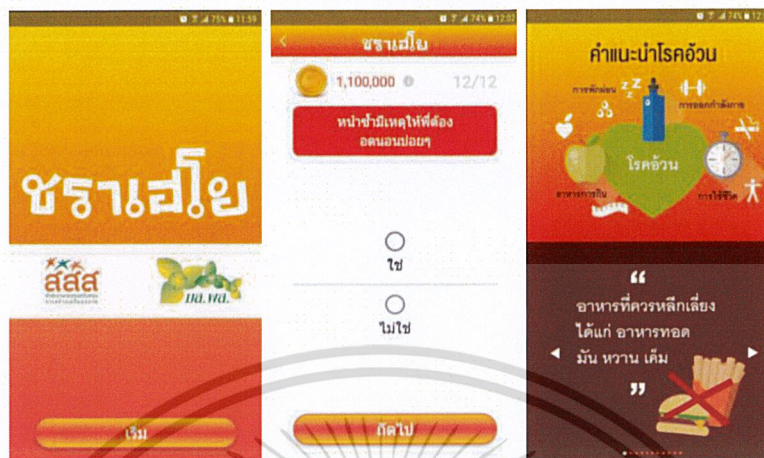 75% 11:59
ชราเฮโย
สสส
มส.ผส.
เริ่ม
74% 12:02
ชราเฮโย
1,100,000
12/12
หน้าซ้ำมีเหตุให้พี่ต้อง
อดนอนบ่อยๆ
ใช่
ไม่ใช่
ถัดไป
74%
คำแนะนำโรคอ้วน
การพักผ่อน
การออกกำลังกาย
โรคอ้วน
อาหารการกิน
การใช้ชีวิต
“
อาหารที่ควรหลีกเลี่ยง
ได้แก่ อาหารทอด
มัน หวาน เค็ม
”